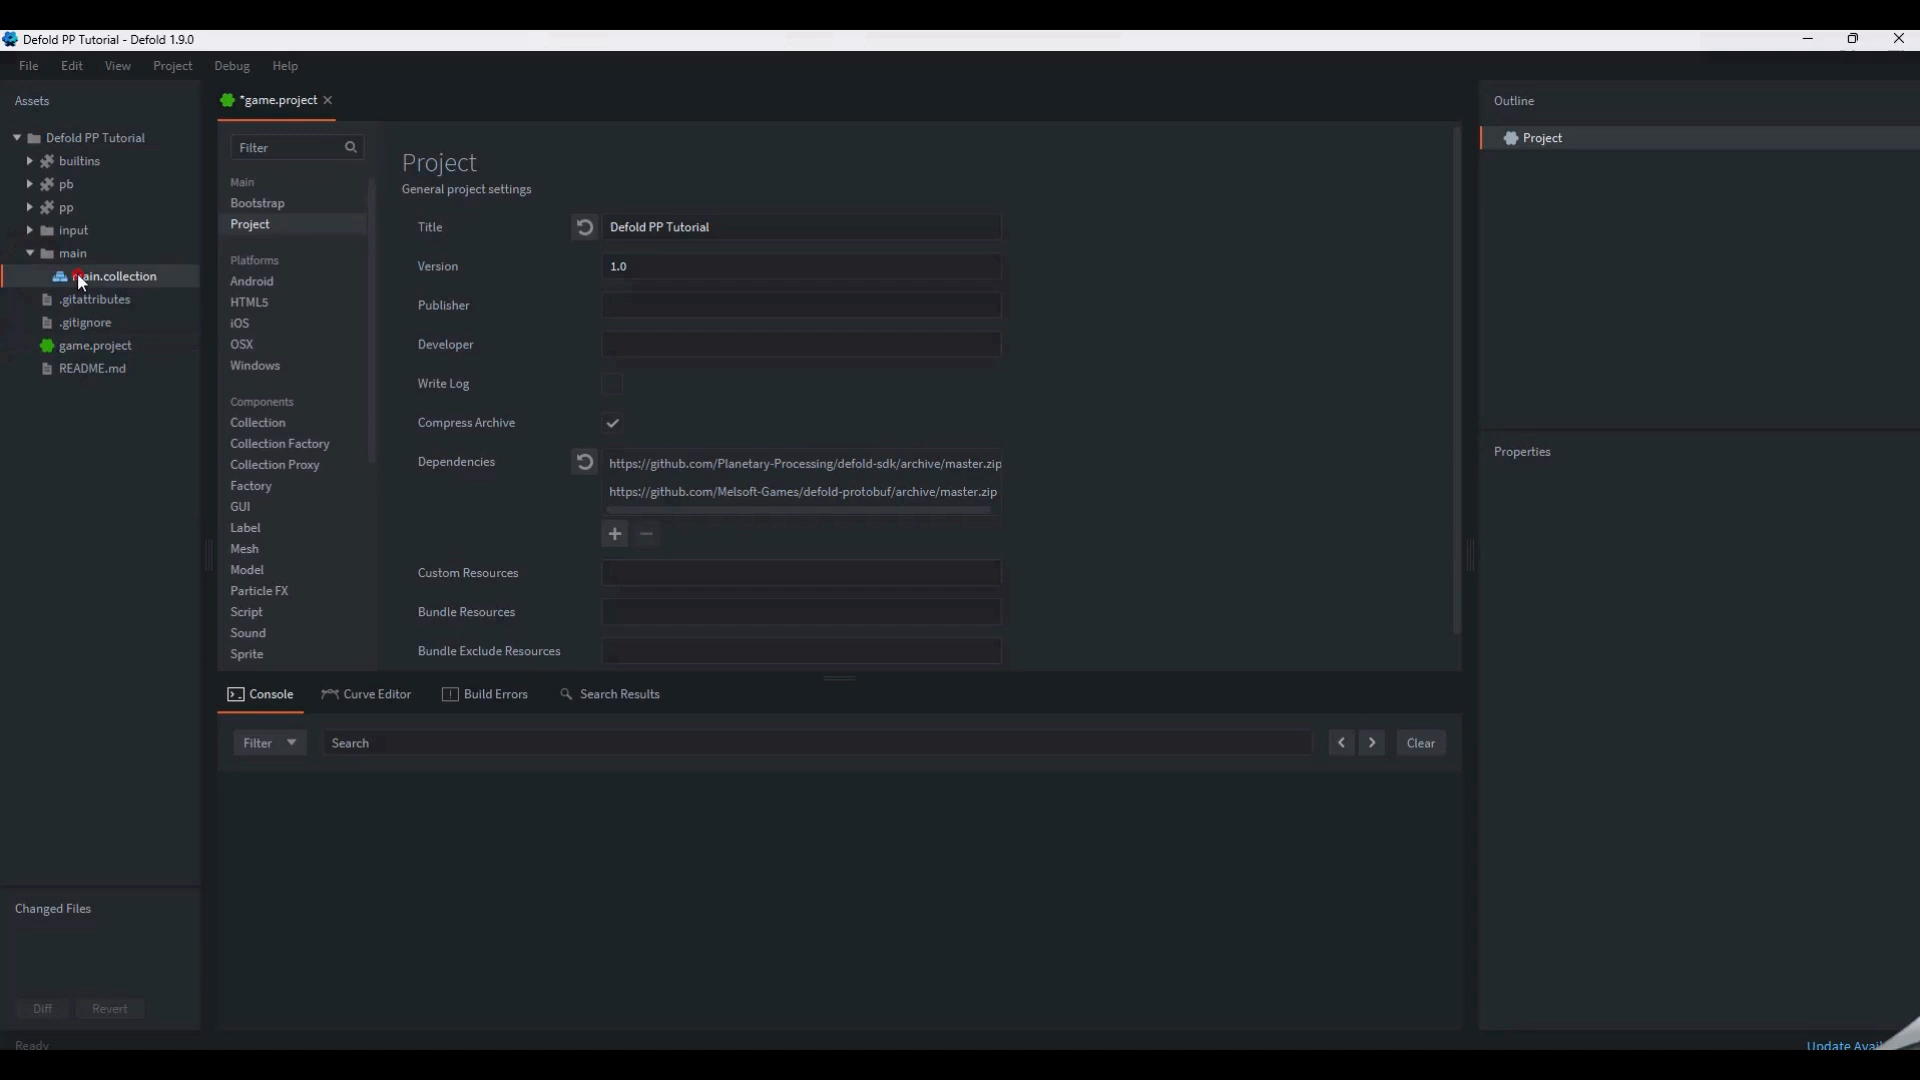 Defold PP Tutorial - Defold 1.9.0
File Edit View Project Debug Help
Assets
Defold PP Tutorial
builtins
pb
pp
input
main
main.collection
.gitattributes
.gitignore
game.project
README.md
Changed Files
Diff Revert
Ready
*game.project
Filter
Main
Bootstrap
Project
Platforms
Android
HTML5
iOS
OSX
Windows
Components
Collection
Collection Factory
Collection Proxy
Factory
GUI
Label
Mesh
Model
Particle FX
Script
Sound
Sprite
Project
General project settings
Title Defold PP Tutorial
Version 1.0
Publisher
Developer
Write Log
Compress Archive
Dependencies https://github.com/Planetary-Processing/defold-sdk/archive/master.zip
https://github.com/Melsoft-Games/defold-protobuf/archive/master.zip
Custom Resources
Bundle Resources
Bundle Exclude Resources
Console Curve Editor Build Errors Search Results
Filter Search Clear
Outline
Project
Properties
Update